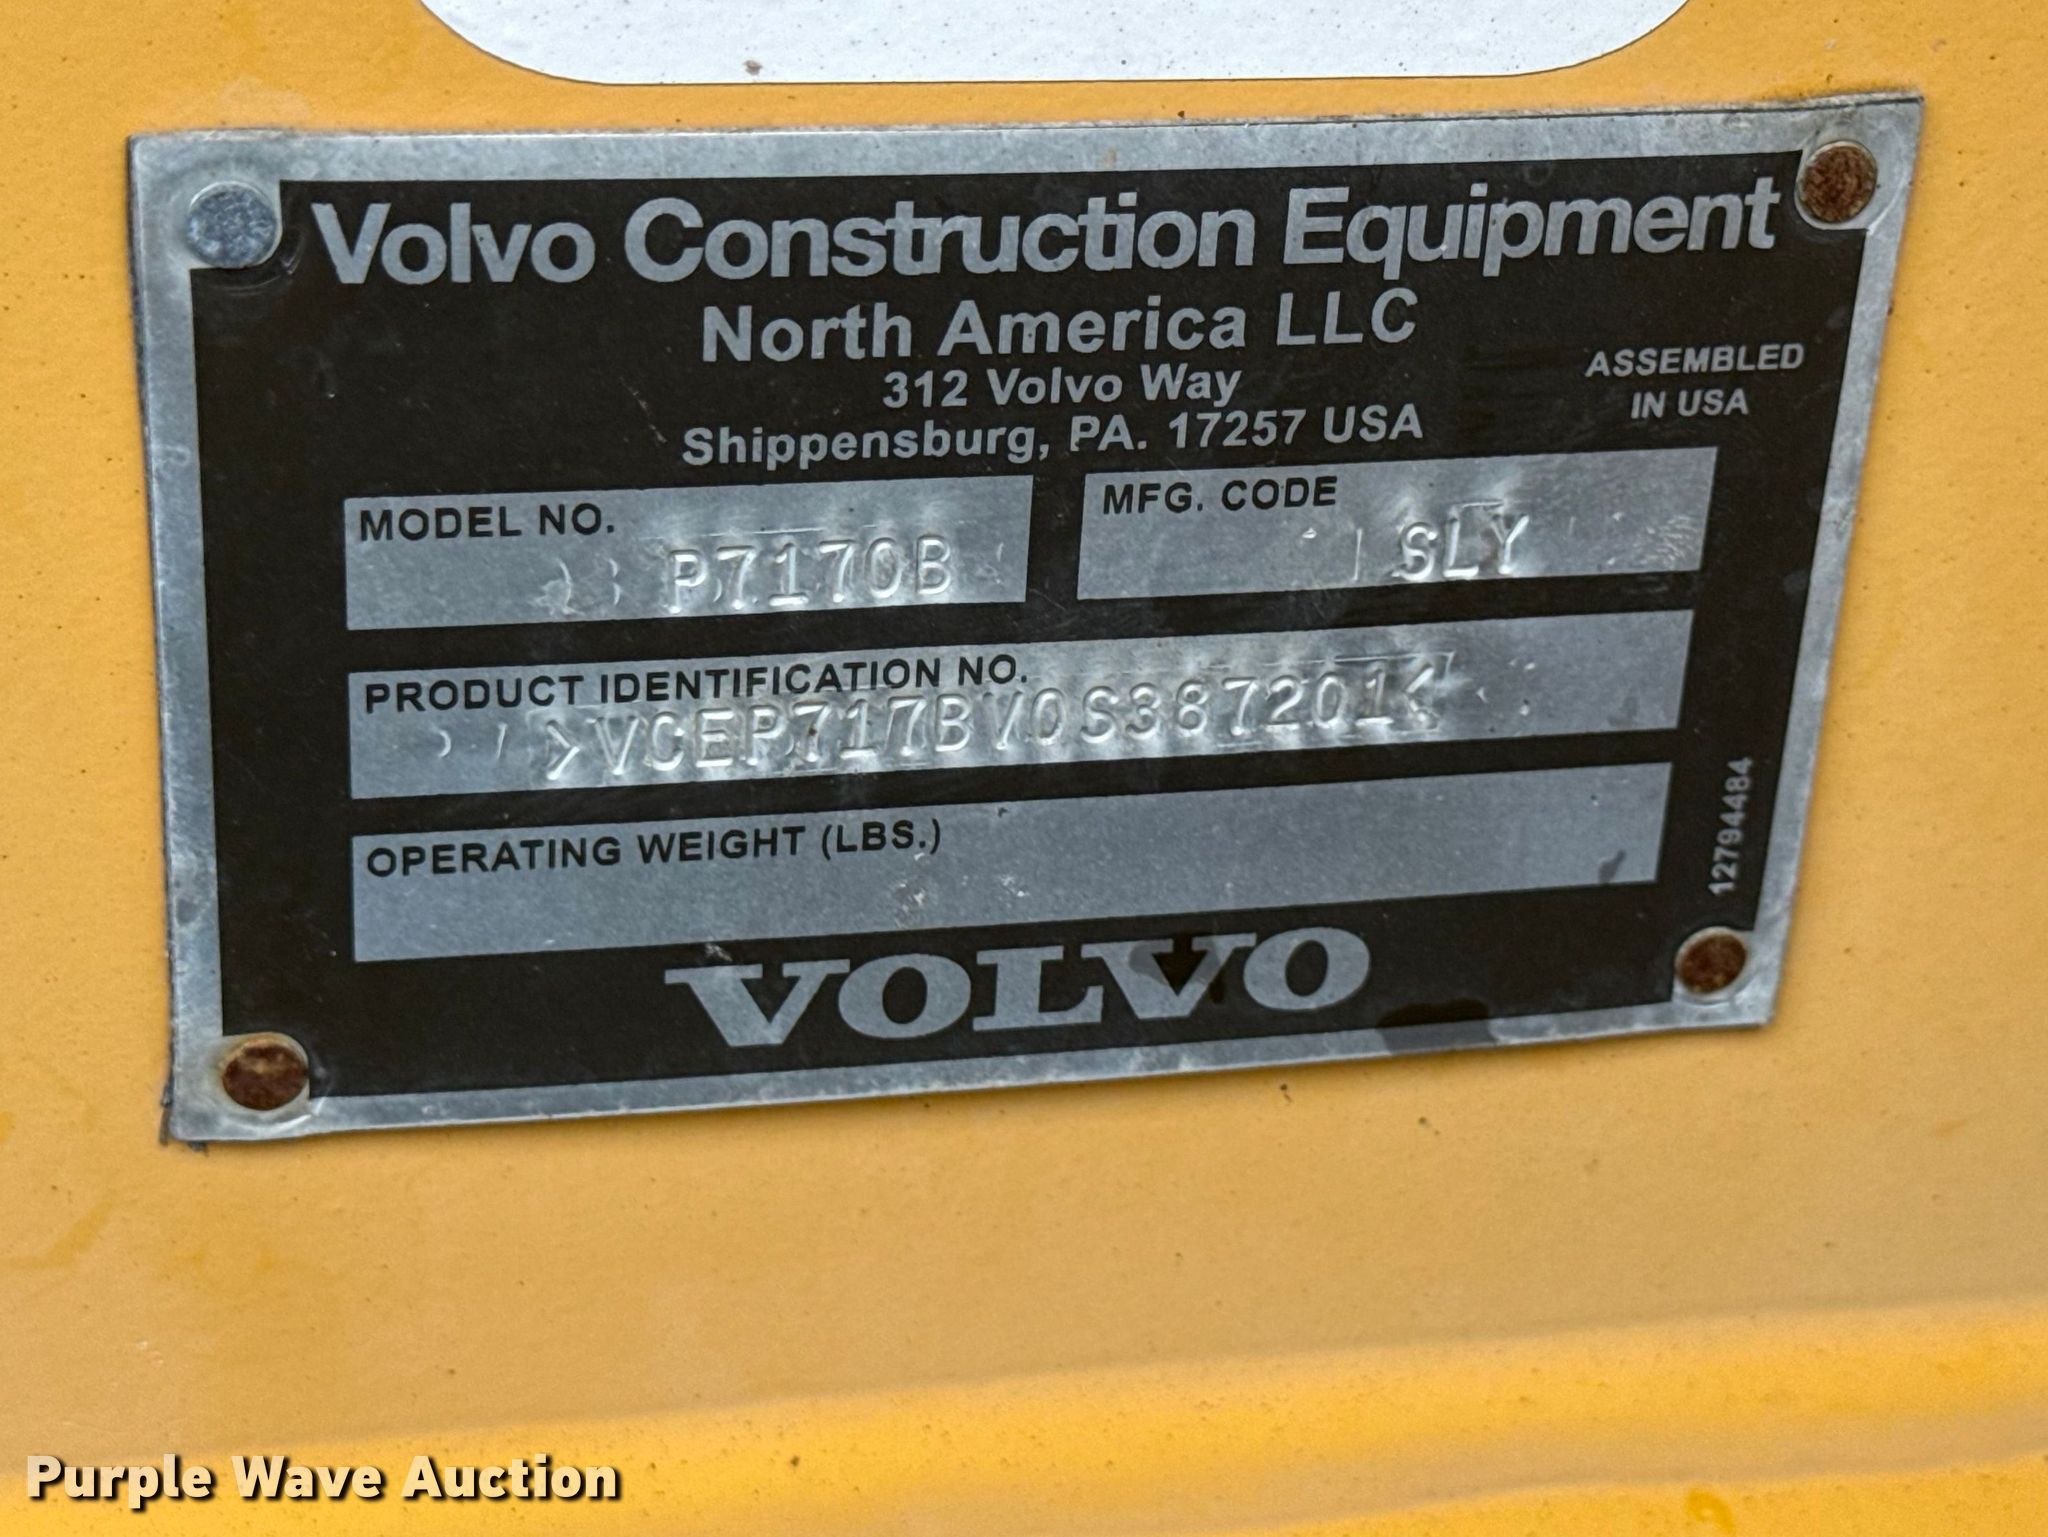 Volvo Construction Equipment
North America LLC
312 Volvo Way
Shippensburg, PA. 17257 USA
ASSEMBLED
IN USA
MODEL NO.
P7170B
MFG. CODE
SLY
PRODUCT IDENTIFICATION NO.
>VCEP717BV0S387201<
OPERATING WEIGHT (LBS.)
12794484
VOLVO
Purple Wave Auction